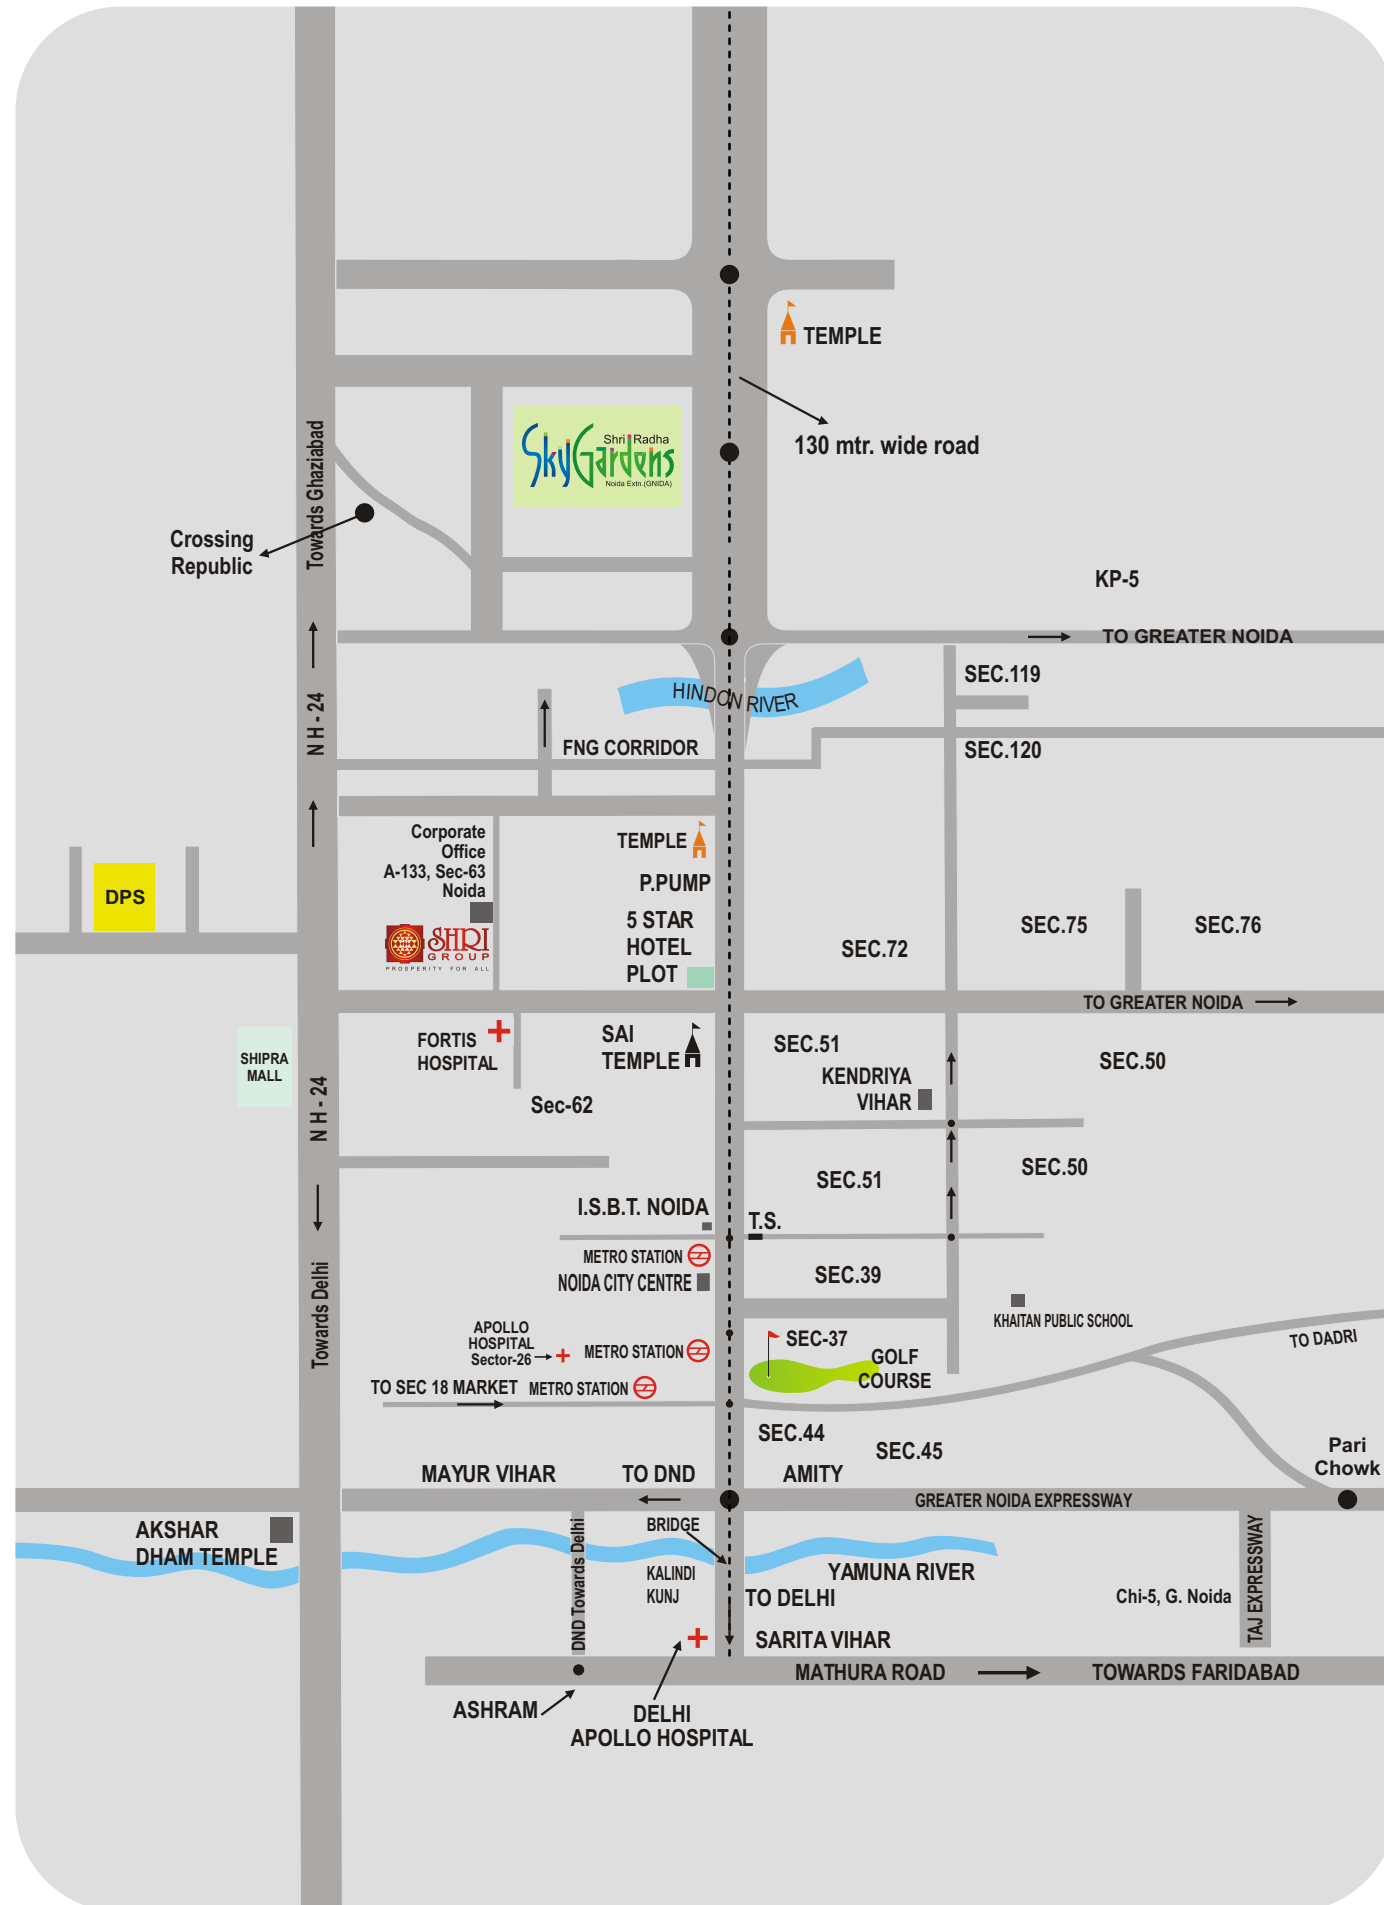 TEMPLE
130 mtr. wide road
Shri Radha
SkyGardens
Noida Extn.(GNIDA)
Towards Ghaziabad
Crossing
Republic
KP-5
TO GREATER NOIDA
SEC.119
HINDON RIVER
NH-24
FNG CORRIDOR
SEC.120
Corporate
Office
A-133, Sec-63
Noida
SHRI
GROUP
PROSPERITY FOR ALL
TEMPLE
P.PUMP
5 STAR
HOTEL
PLOT
DPS
SEC.72
SEC.75
SEC.76
TO GREATER NOIDA
SHIPRA
MALL
FORTIS
HOSPITAL
SAI
TEMPLE
SEC.51
SEC.50
KENDRIYA
VIHAR
NH-24
Sec-62
SEC.51
SEC.50
I.S.B.T. NOIDA
T.S.
METRO STATION
NOIDA CITY CENTRE
SEC.39
Towards Delhi
KHAITAN PUBLIC SCHOOL
APOLLO
HOSPITAL
Sector-26
METRO STATION
SEC-37
GOLF
COURSE
TO DADRI
TO SEC 18 MARKET
METRO STATION
SEC.44
SEC.45
Pari
Chowk
MAYUR VIHAR
TO DND
AMITY
GREATER NOIDA EXPRESSWAY
AKSHAR
DHAM TEMPLE
BRIDGE
DND Towards Delhi
KALINDI
KUNJ
YAMUNA RIVER
TO DELHI
Chi-5, G. Noida
TAJ EXPRESSWAY
SARITA VIHAR
MATHURA ROAD
TOWARDS FARIDABAD
ASHRAM
DELHI
APOLLO HOSPITAL